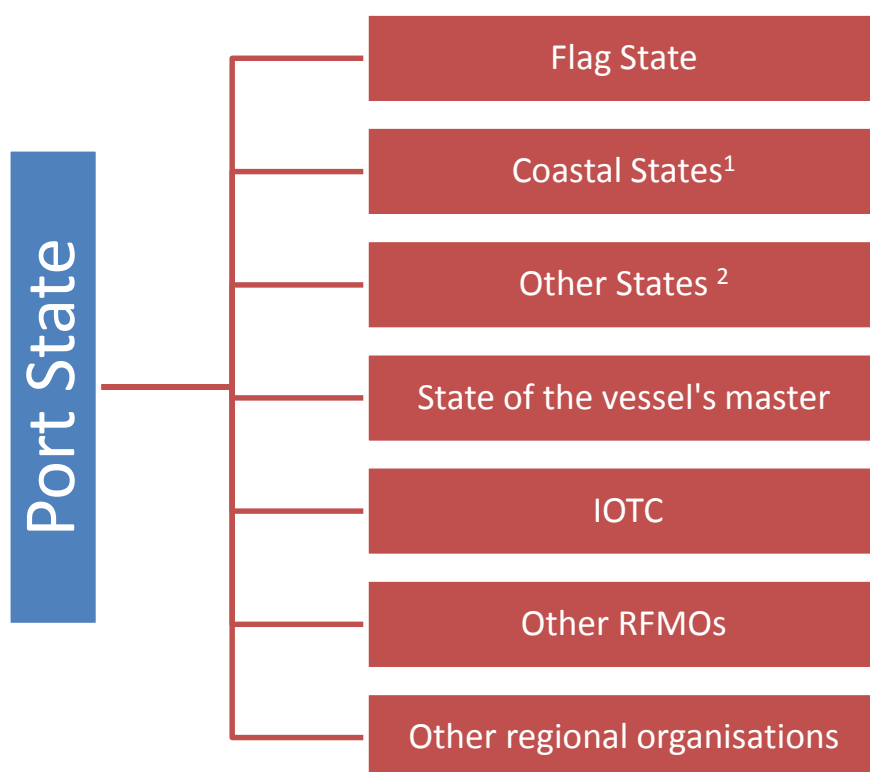 Port State
Flag State
Coastal States¹
Other States ²
State of the vessel's master
IOTC
Other RFMOs
Other regional organisations